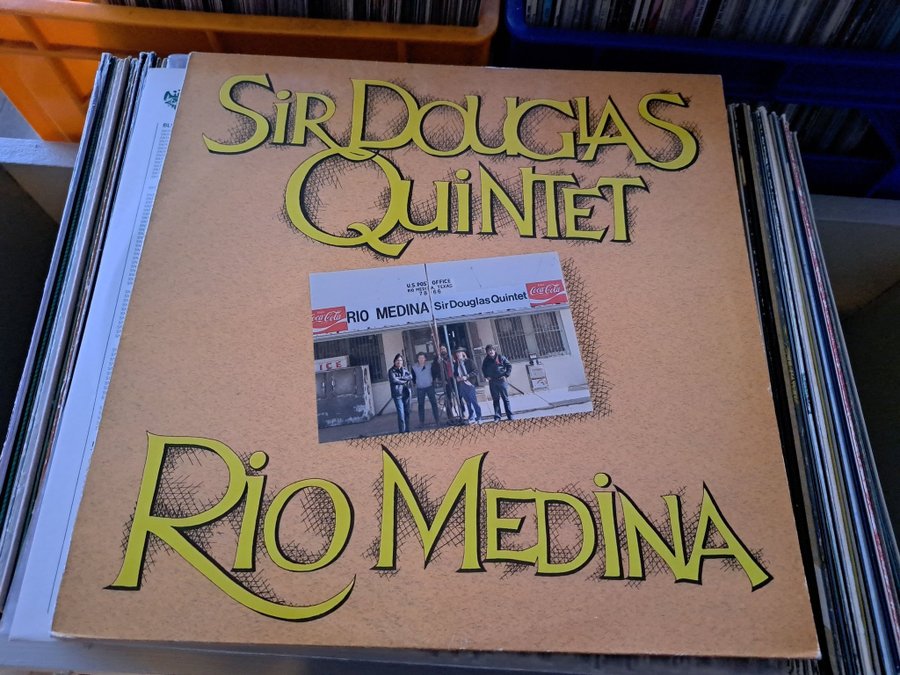 SiR DOUGLAS
QUiNTET
U.S. POST OFFICE
Coca-Cola
RIO MEDINA
Sir Douglas Quintet
Coca-Cola
ICE
RiO MEDiNA